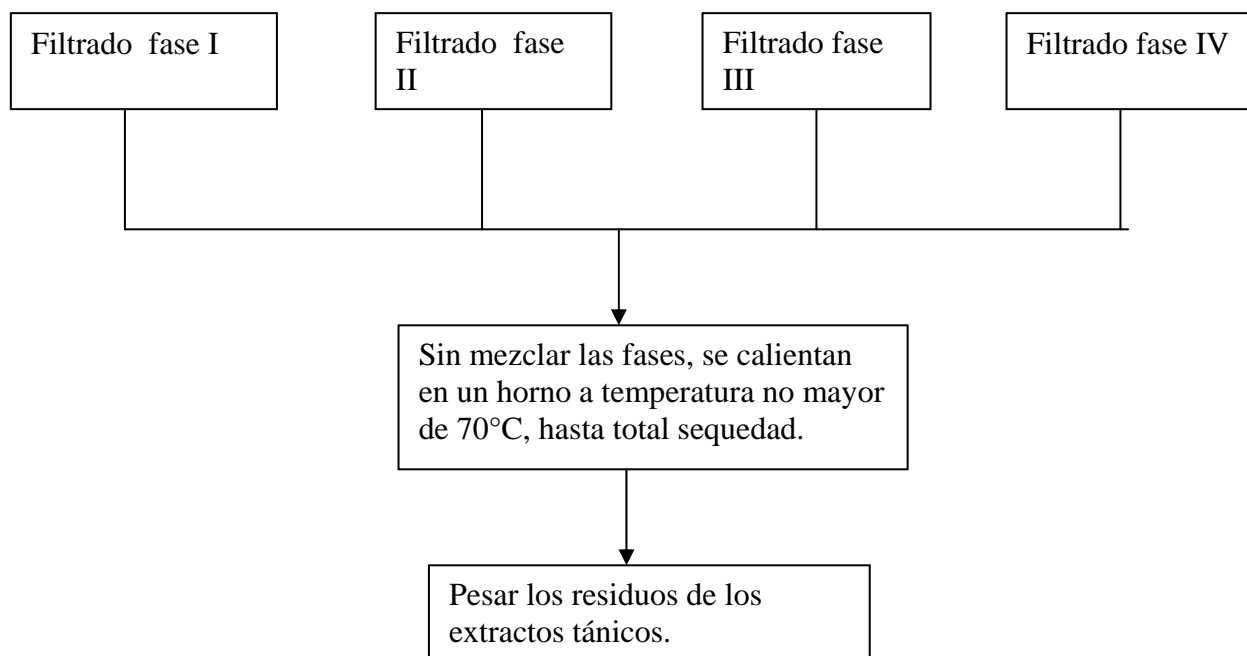 Filtrado fase I
Filtrado fase
II
Filtrado fase
III
Filtrado fase IV
Sin mezclar las fases, se calientan
en un horno a temperatura no mayor
de 70°C, hasta total sequedad.
Pesar los residuos de los
extractos tánicos.